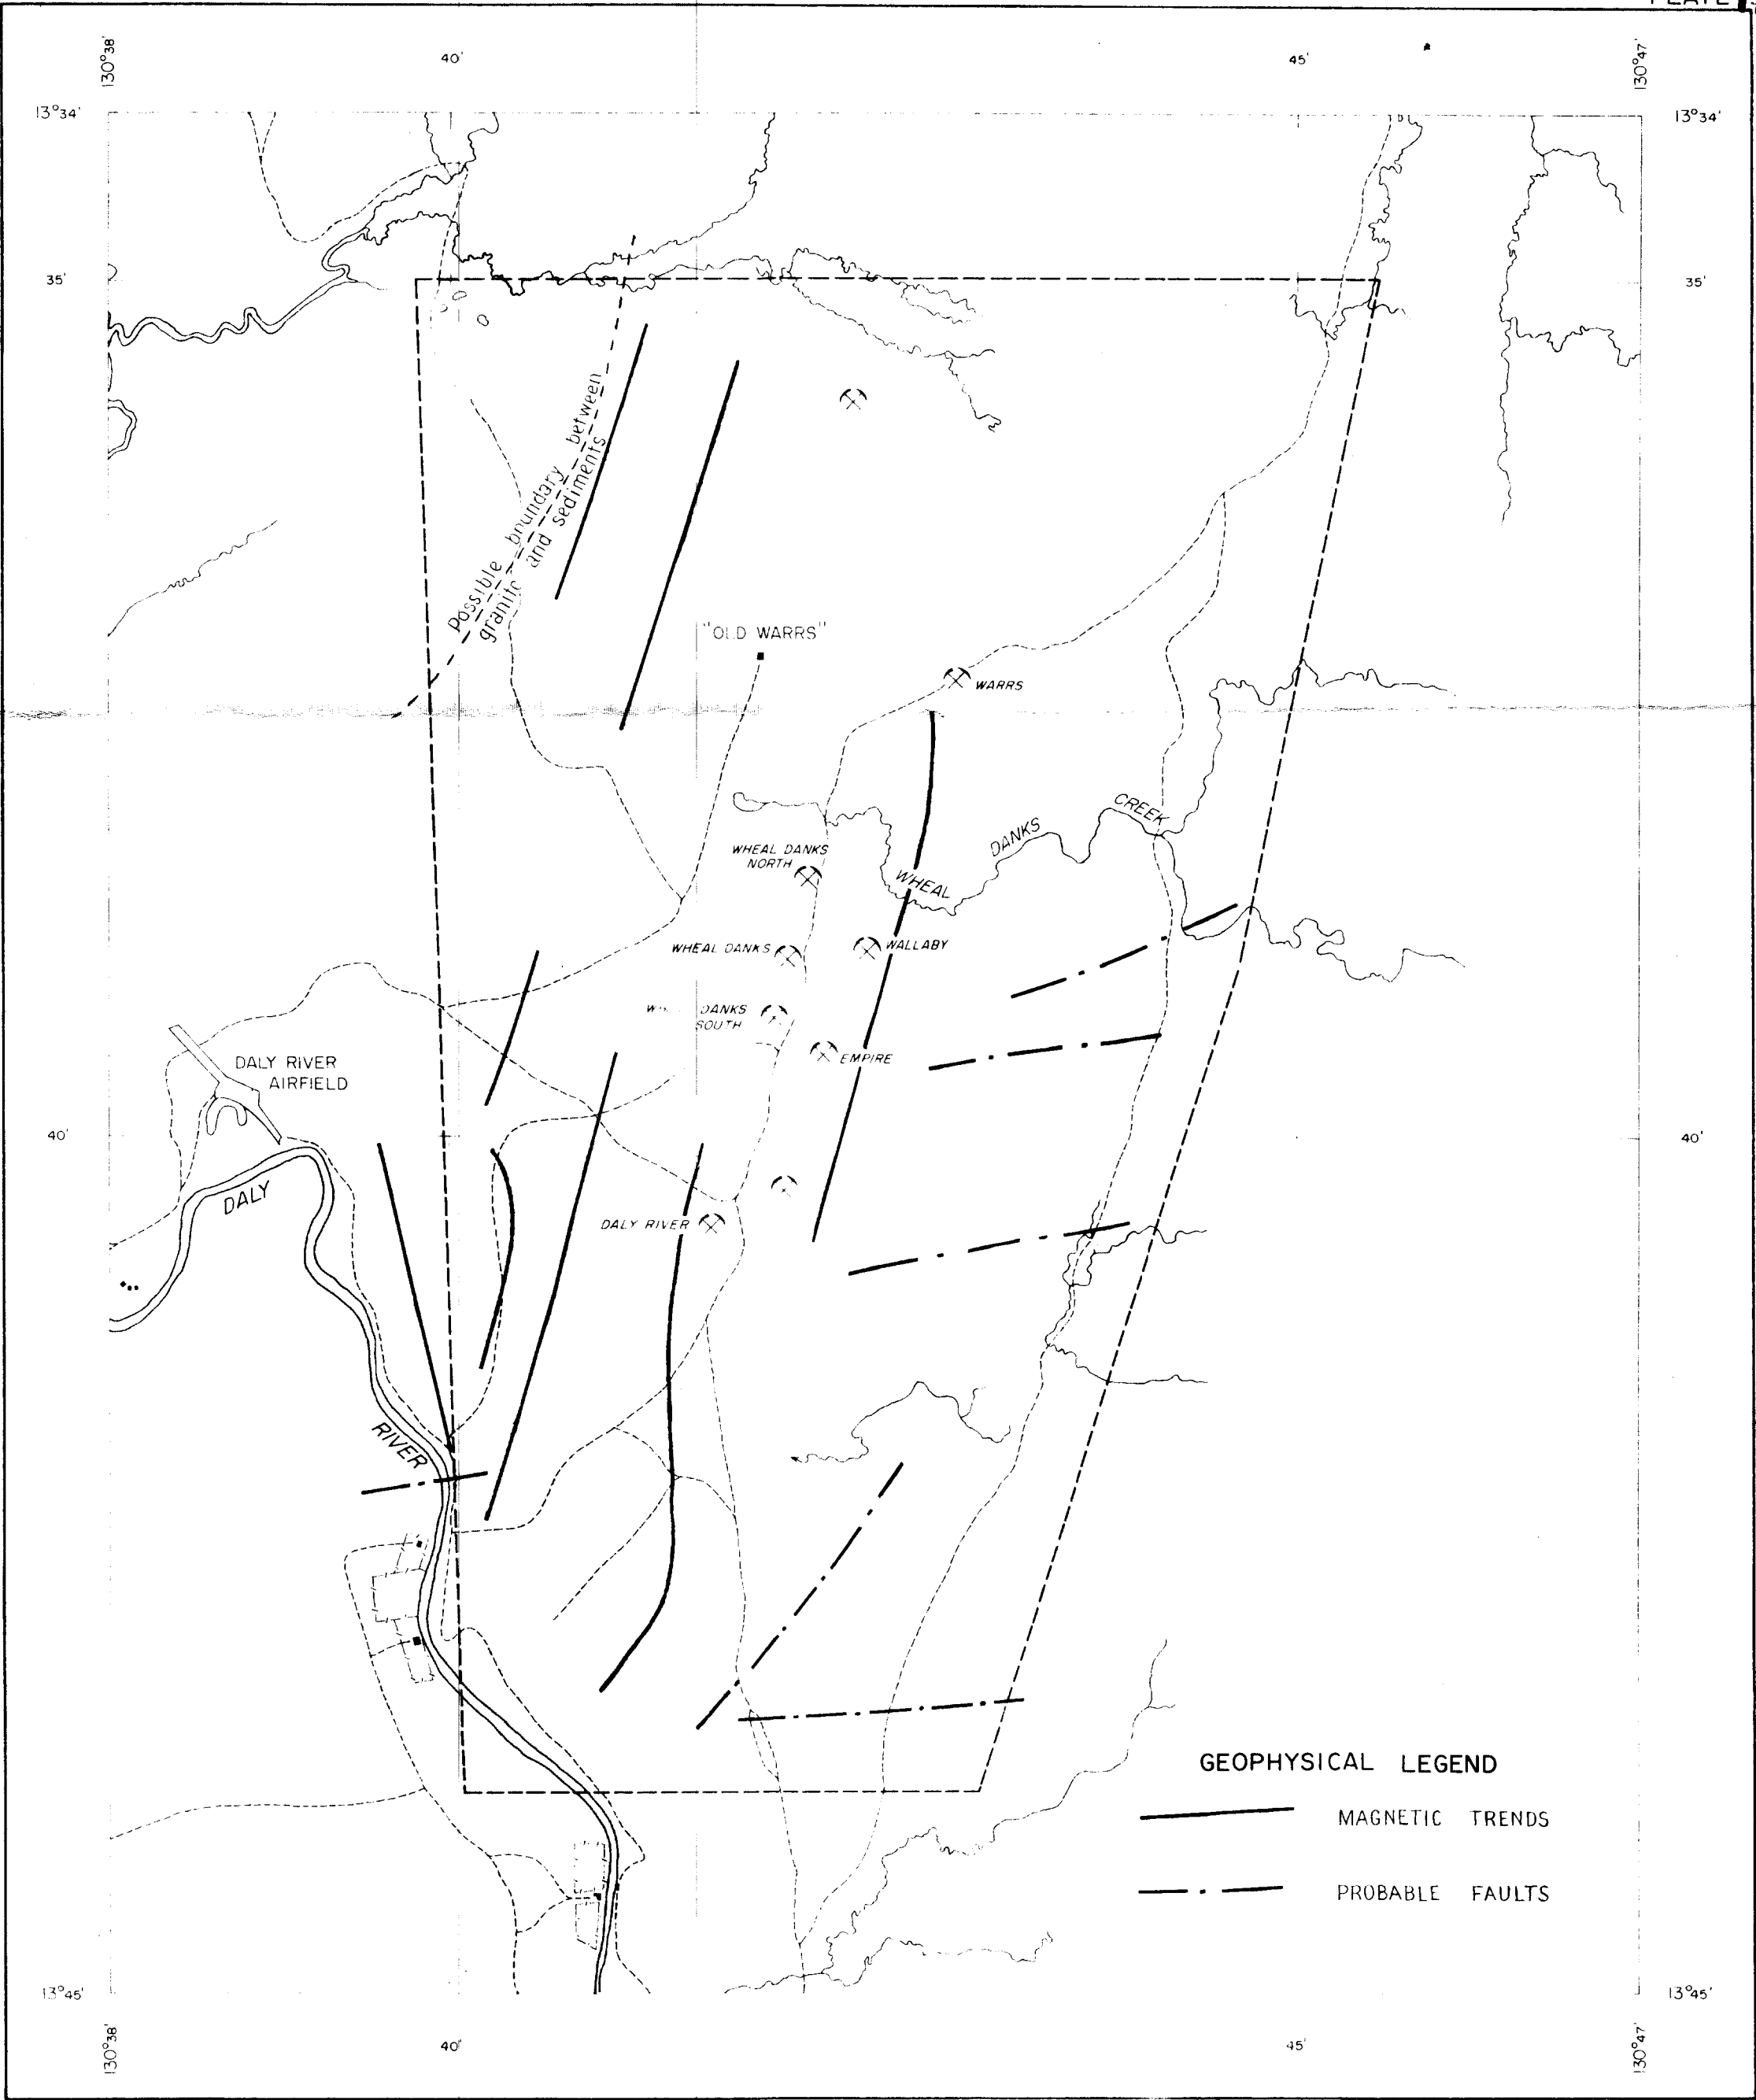 130°38'
40'
45'
130°47'
13°34'
13°34'
35'
35'
Possible boundary between
granite and sediments
"OLD WARRS"
WARRS
WHEAL DANKS CREEK
WHEAL DANKS
NORTH
WHEAL DANKS
WALLABY
DANKS
SOUTH
EMPIRE
DALY RIVER
AIRFIELD
40'
40'
DALY RIVER
DALY RIVER
GEOPHYSICAL LEGEND
MAGNETIC TRENDS
PROBABLE FAULTS
13°45'
13°45'
130°38'
40'
45'
130°47'